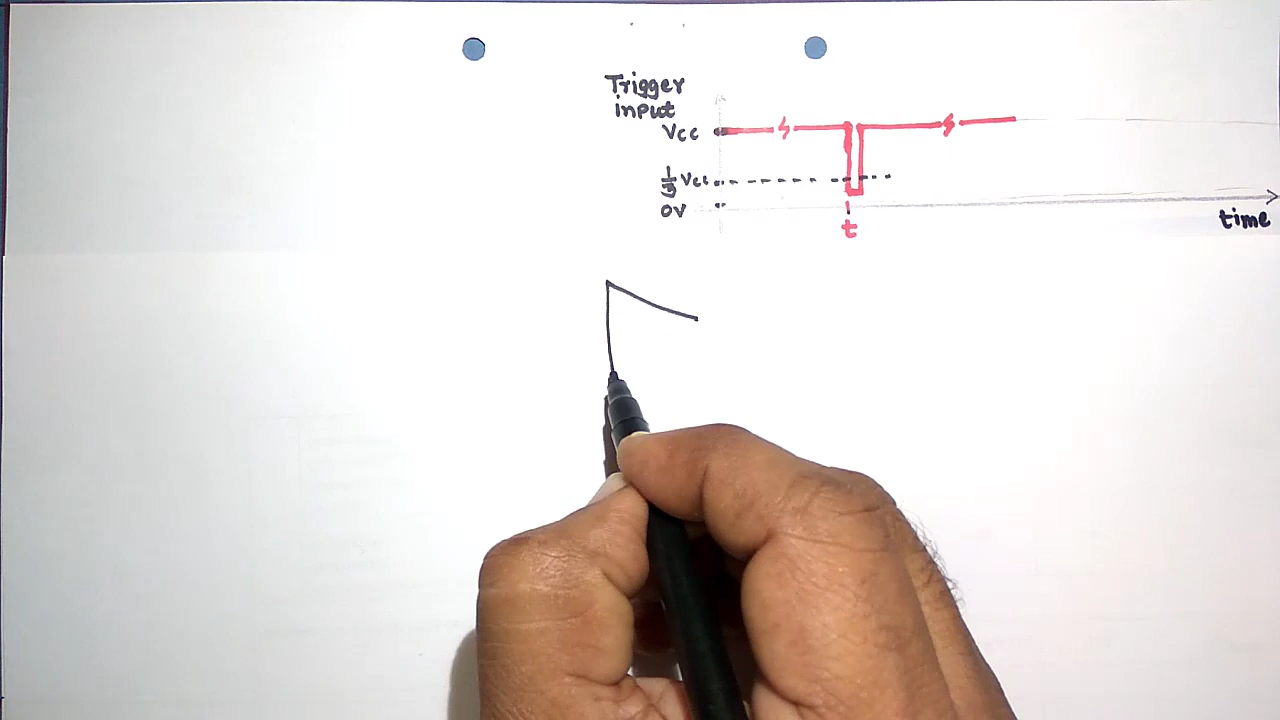 Trigger
input
Vcc
1/3 Vcc
0V
time
t